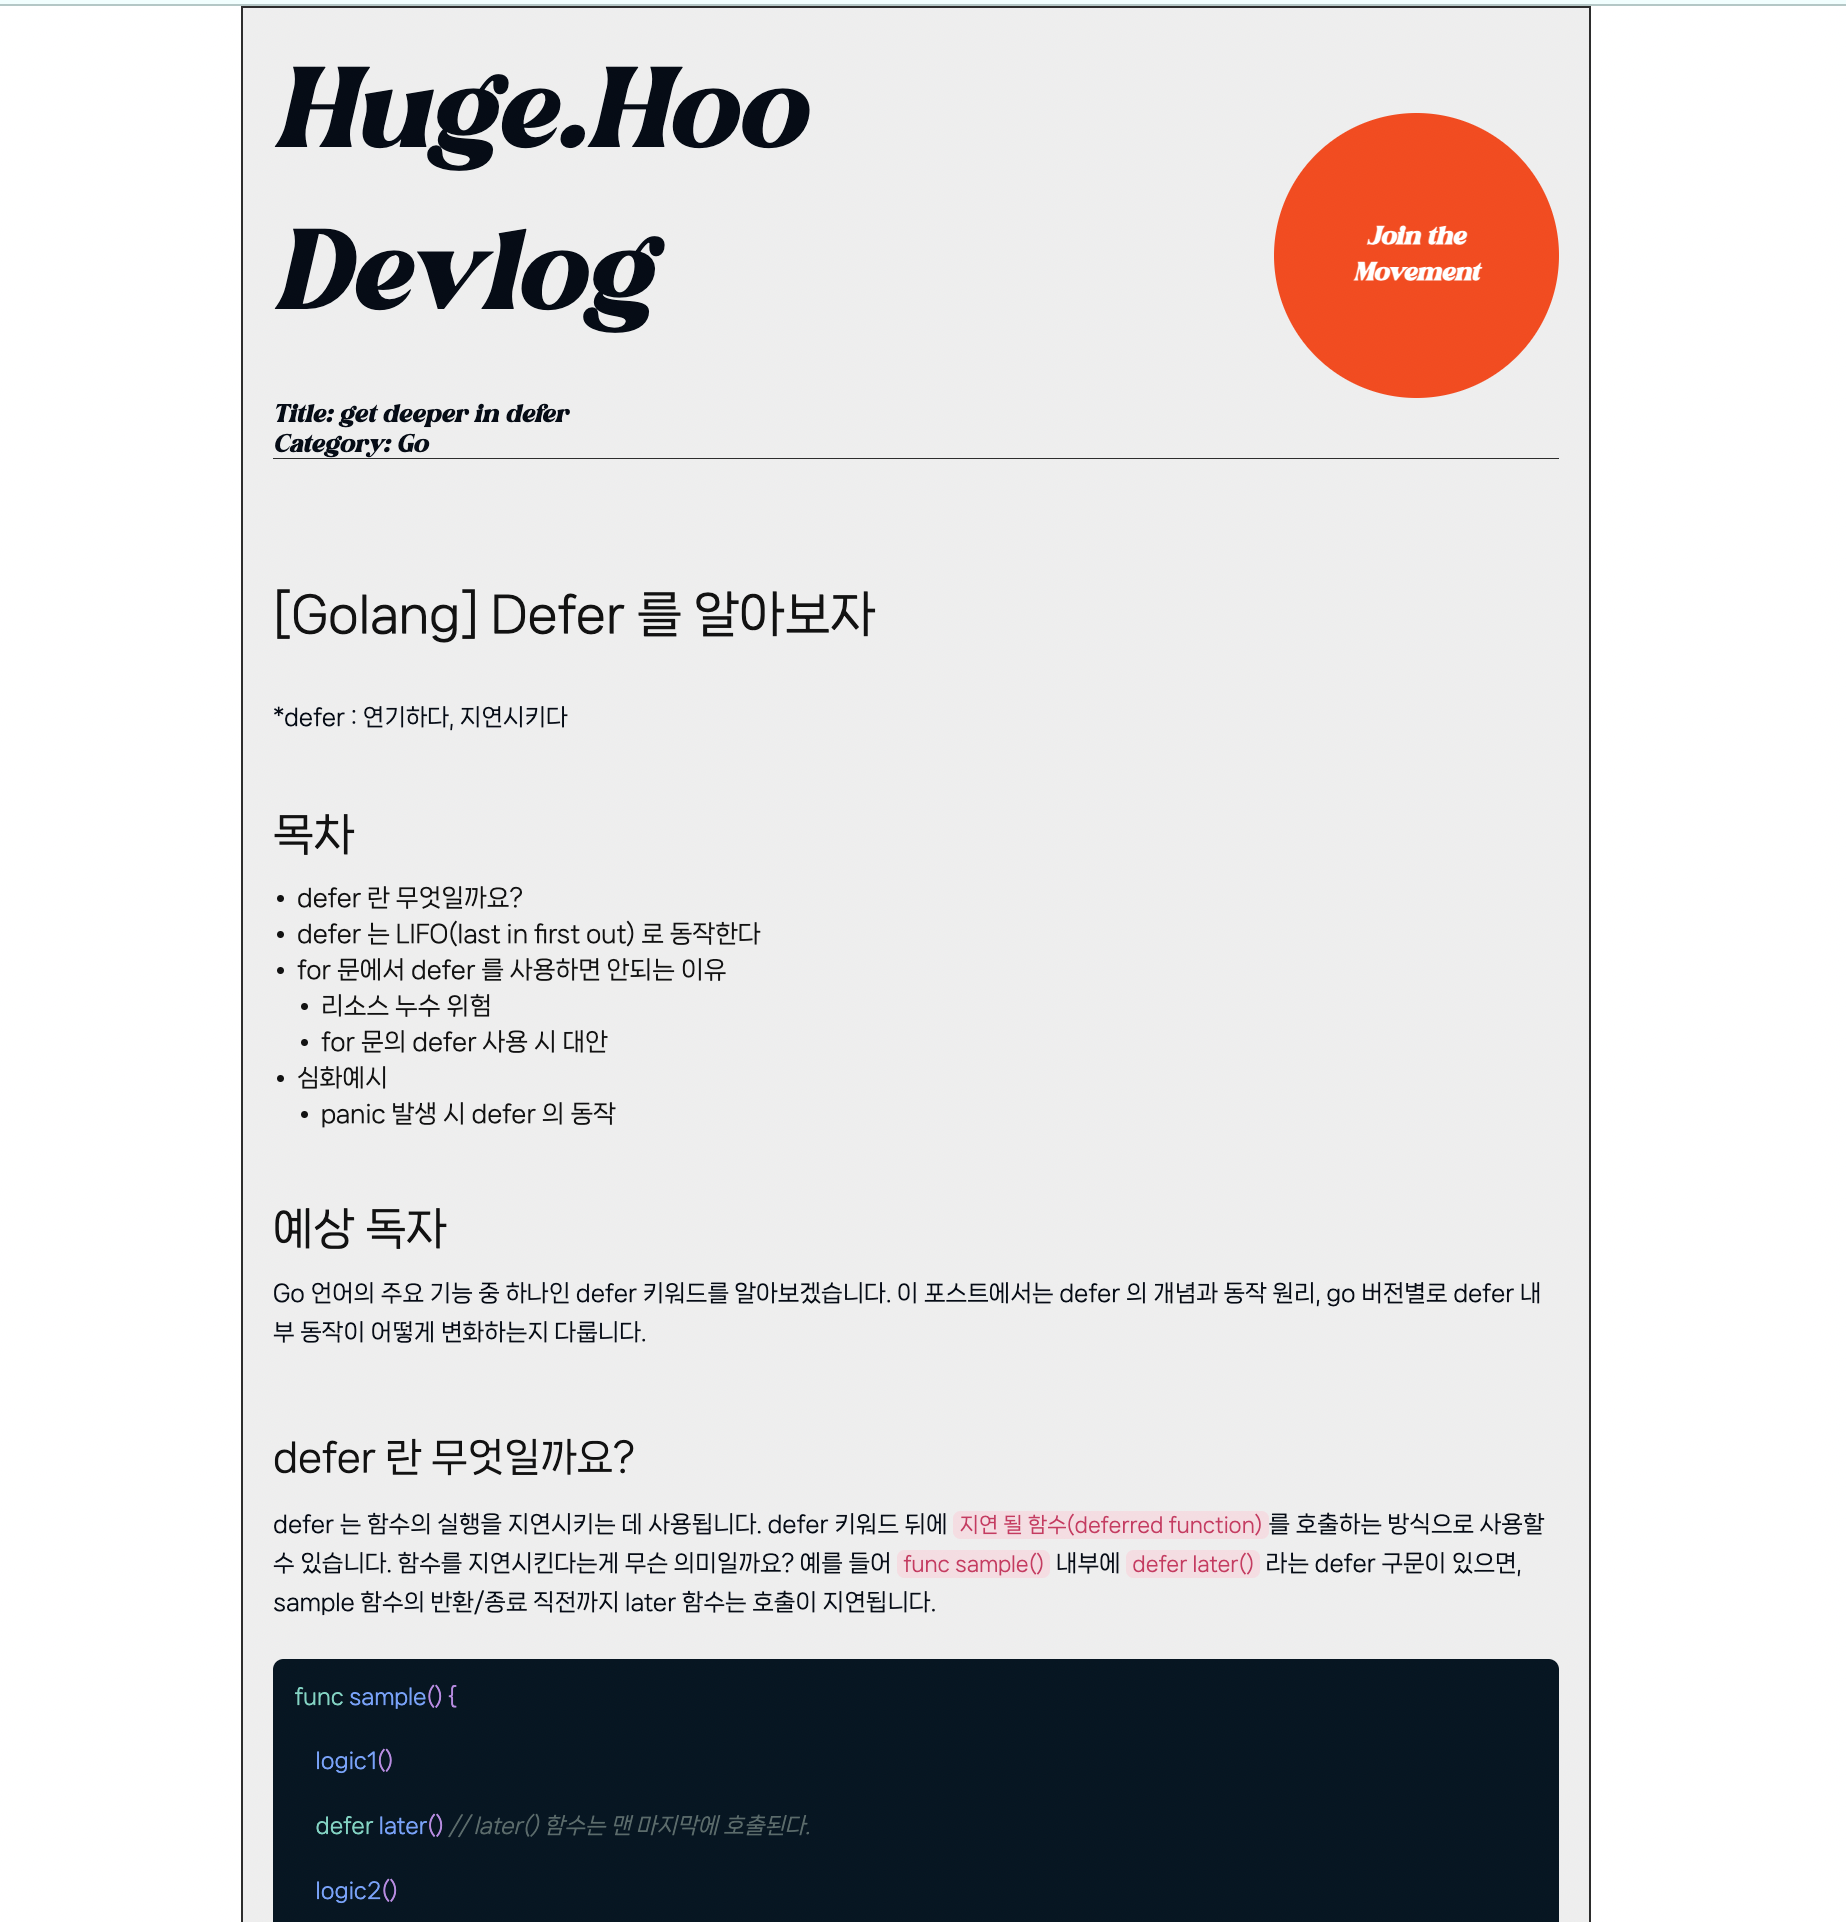 Huge.Hoo
Devlog
Join the
Movement
Title: get deeper in defer
Category: Go
[Golang] Defer 를 알아보자
*defer : 연기하다, 지연시키다
목차
• defer 란 무엇일까요?
• defer 는 LIFO(last in first out) 로 동작한다
• for 문에서 defer 를 사용하면 안되는 이유
• 리소스 누수 위험
• for 문의 defer 사용 시 대안
• 심화예시
• panic 발생 시 defer 의 동작
예상 독자
Go 언어의 주요 기능 중 하나인 defer 키워드를 알아보겠습니다. 이 포스트에서는 defer 의 개념과 동작 원리, go 버전별로 defer 내
부 동작이 어떻게 변화하는지 다룹니다.
defer 란 무엇일까요?
defer 는 함수의 실행을 지연시키는 데 사용됩니다. defer 키워드 뒤에 지연 될 함수(deferred function)를 호출하는 방식으로 사용할
수 있습니다. 함수를 지연시킨다는게 무슨 의미일까요? 예를 들어 func sample() 내부에 defer later() 라는 defer 구문이 있으면,
sample 함수의 반환/종료 직전까지 later 함수는 호출이 지연됩니다.
func sample() {
logic1()
defer later() // later() 함수는 맨 마지막에 호출된다.
logic2()